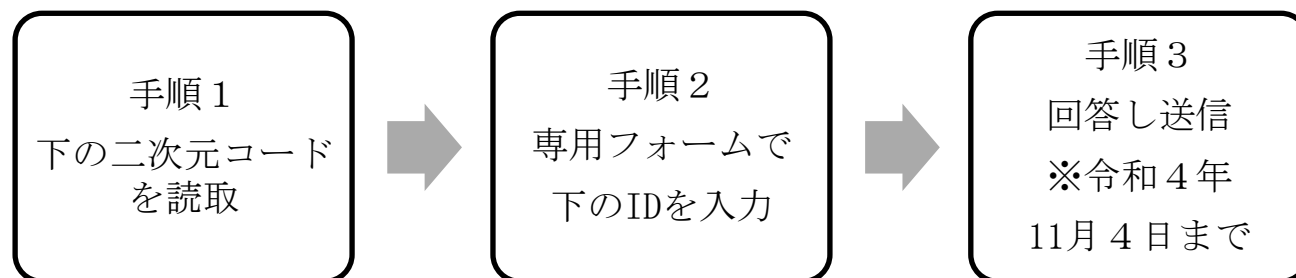 手順１
下の二次元コード
を読取
手順２
専用フォームで
下のIDを入力
手順３
回答し送信
※令和４年
11月４日まで